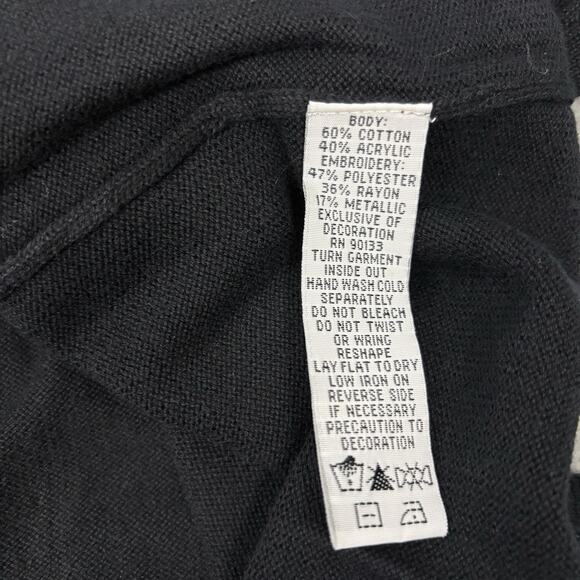 BODY:
60% COTTON
40% ACRYLIC
EMBROIDERY:
47% POLYESTER
36% RAYON
17% METALLIC
EXCLUSIVE OF
DECORATION
RN 90133
TURN GARMENT
INSIDE OUT
HAND WASH COLD
SEPARATELY
DO NOT BLEACH
DO NOT TWIST
OR WRING
RESHAPE
LAY FLAT TO DRY
LOW IRON ON
REVERSE SIDE
IF NECESSARY
PRECAUTION TO
DECORATION